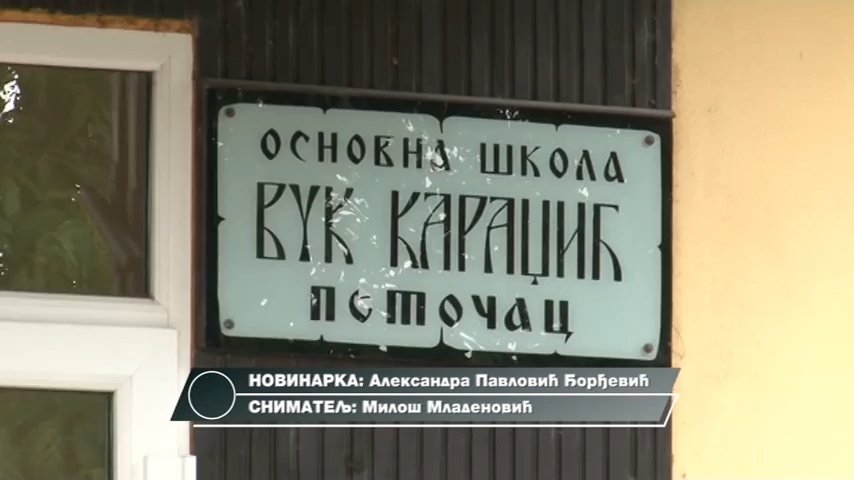 ОСНОВНА ШКОЛА
ВУК КАРАЏИЋ
ПЕТОЧАЦ
НОВИНАРКА: Александра Павловић Ђорђевић
СНИМАТЕЉ: Милош Младеновић